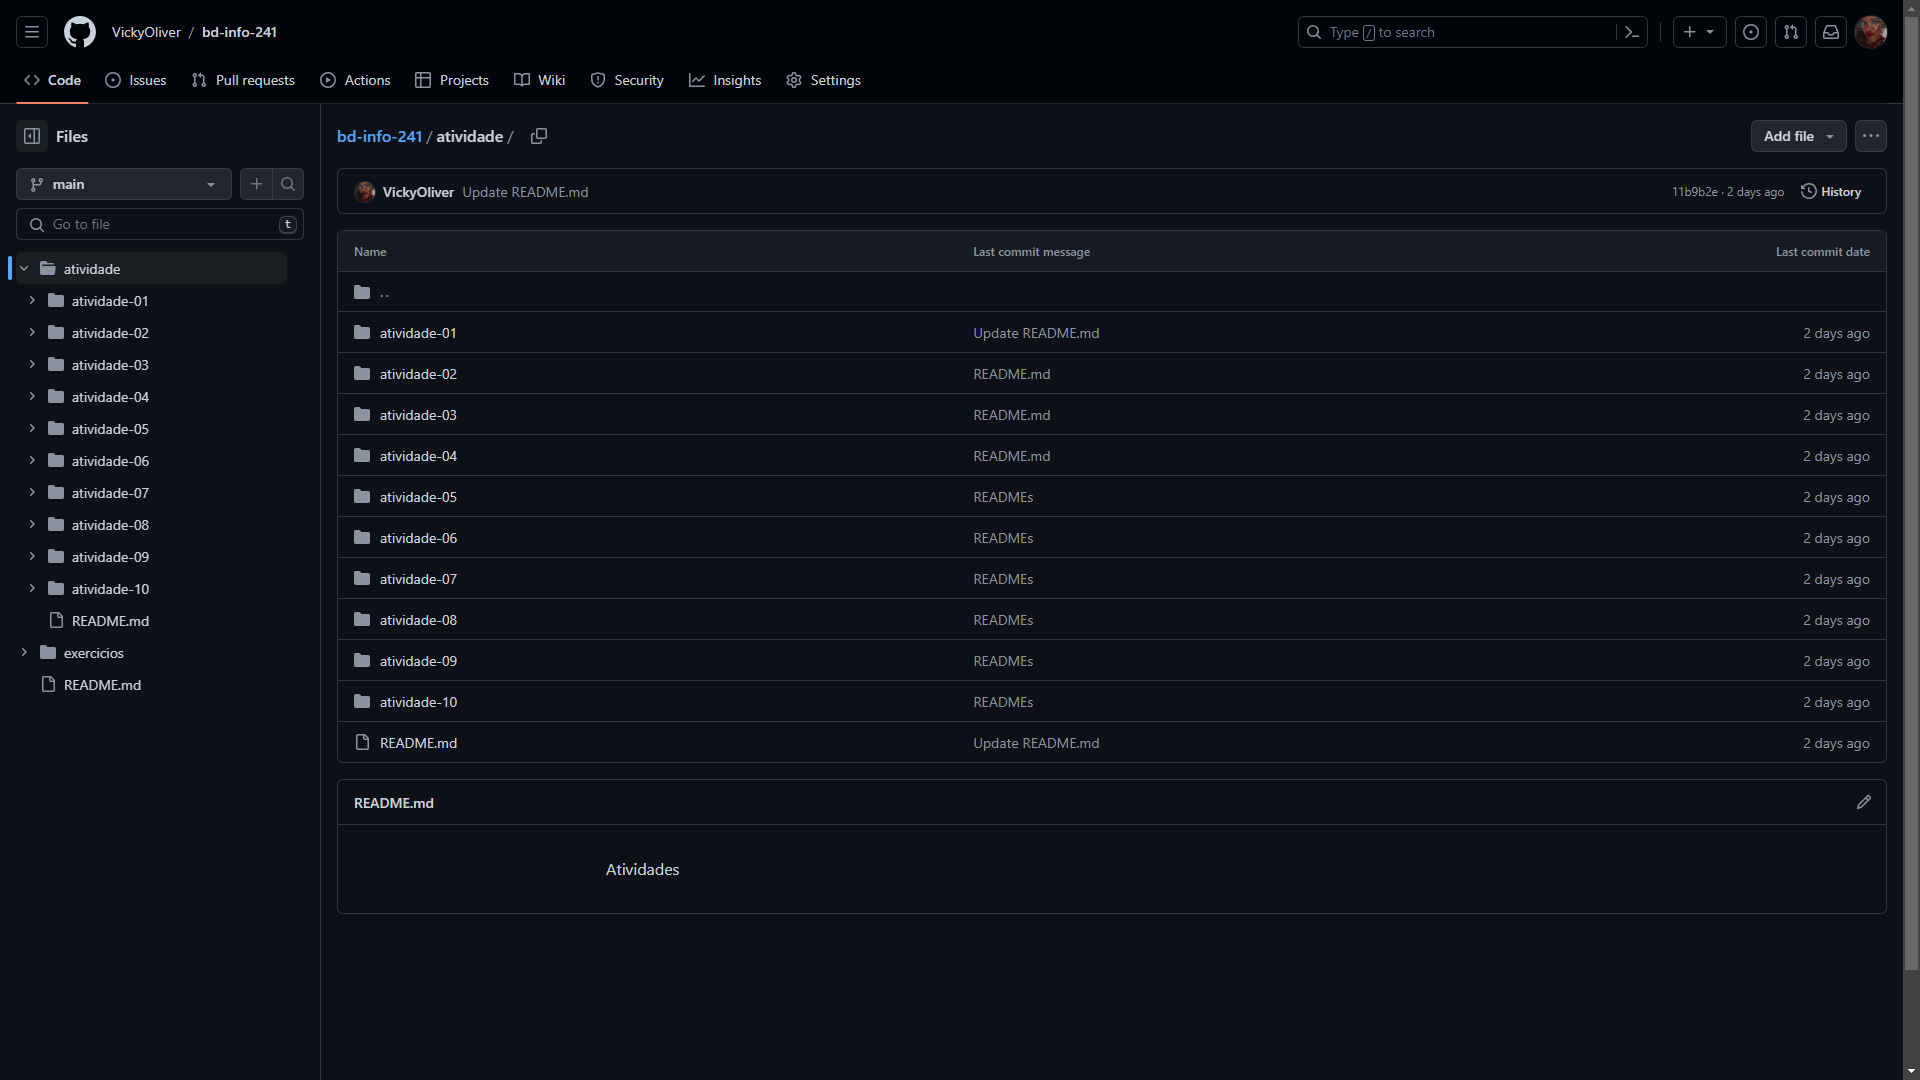 VickyOliver / bd-info-241
Type / to search
Code Issues Pull requests Actions Projects Wiki Security Insights Settings
Files
main
Go to file t
atividade
atividade-01
atividade-02
atividade-03
atividade-04
atividade-05
atividade-06
atividade-07
atividade-08
atividade-09
atividade-10
README.md
exercicios
README.md
bd-info-241 / atividade /
Add file
VickyOliver Update README.md 11b9b2e · 2 days ago History
Name Last commit message Last commit date
..
atividade-01 Update README.md 2 days ago
atividade-02 README.md 2 days ago
atividade-03 README.md 2 days ago
atividade-04 README.md 2 days ago
atividade-05 READMEs 2 days ago
atividade-06 READMEs 2 days ago
atividade-07 READMEs 2 days ago
atividade-08 READMEs 2 days ago
atividade-09 READMEs 2 days ago
atividade-10 READMEs 2 days ago
README.md Update README.md 2 days ago
README.md
Atividades